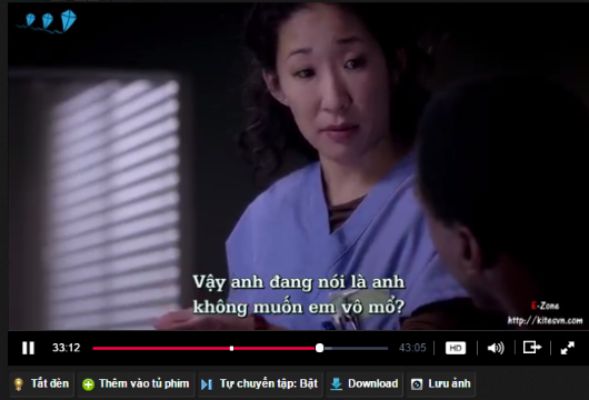 Vậy anh đang nói là anh
không muốn em vô mổ?
E-Zone
http://kitesvn.com
33:12
43:05
HD
Tắt đèn
Thêm vào tủ phim
Tự chuyển tập: Bật
Download
Lưu ảnh